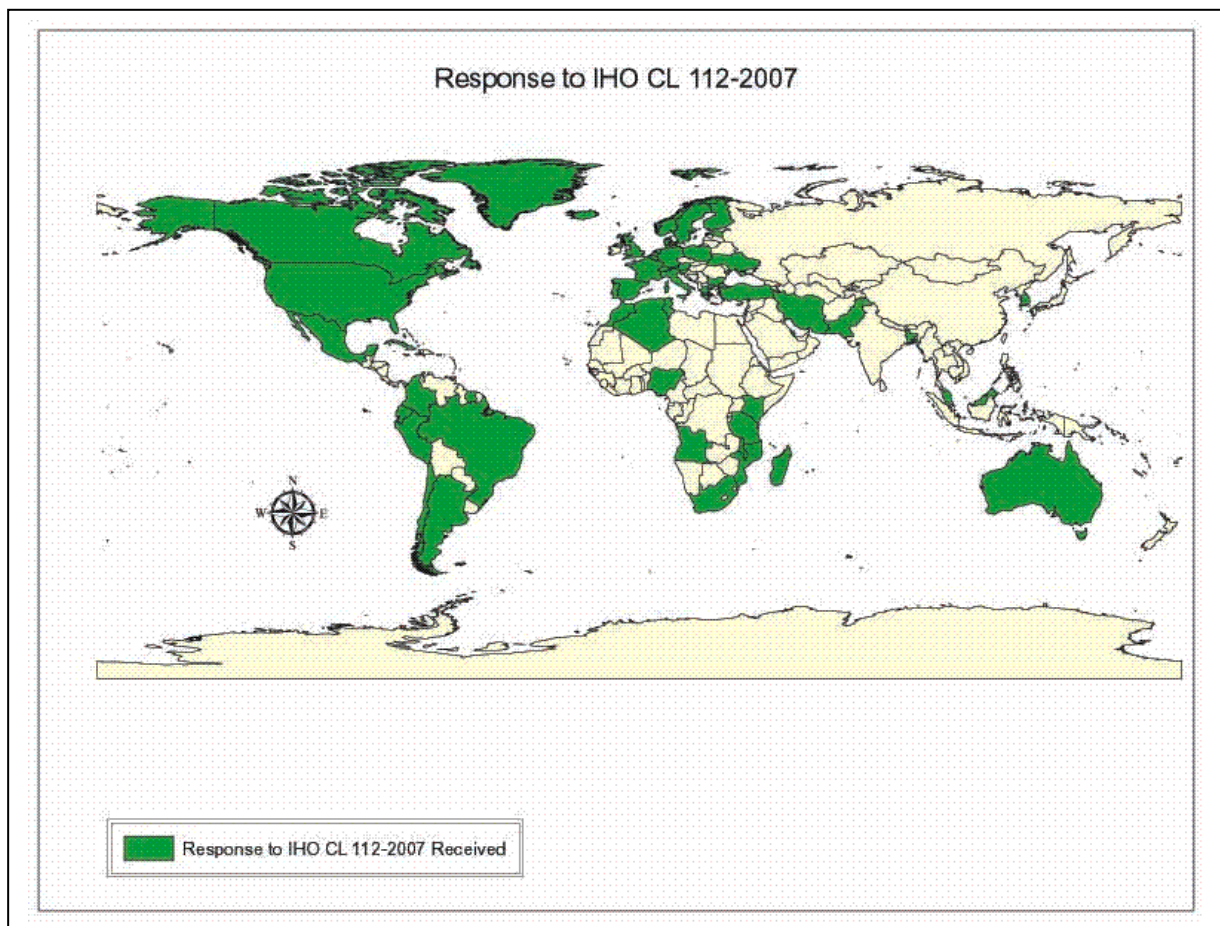 Response to IHO CL 112-2007
N
W E
S
Response to IHO CL 112-2007 Received